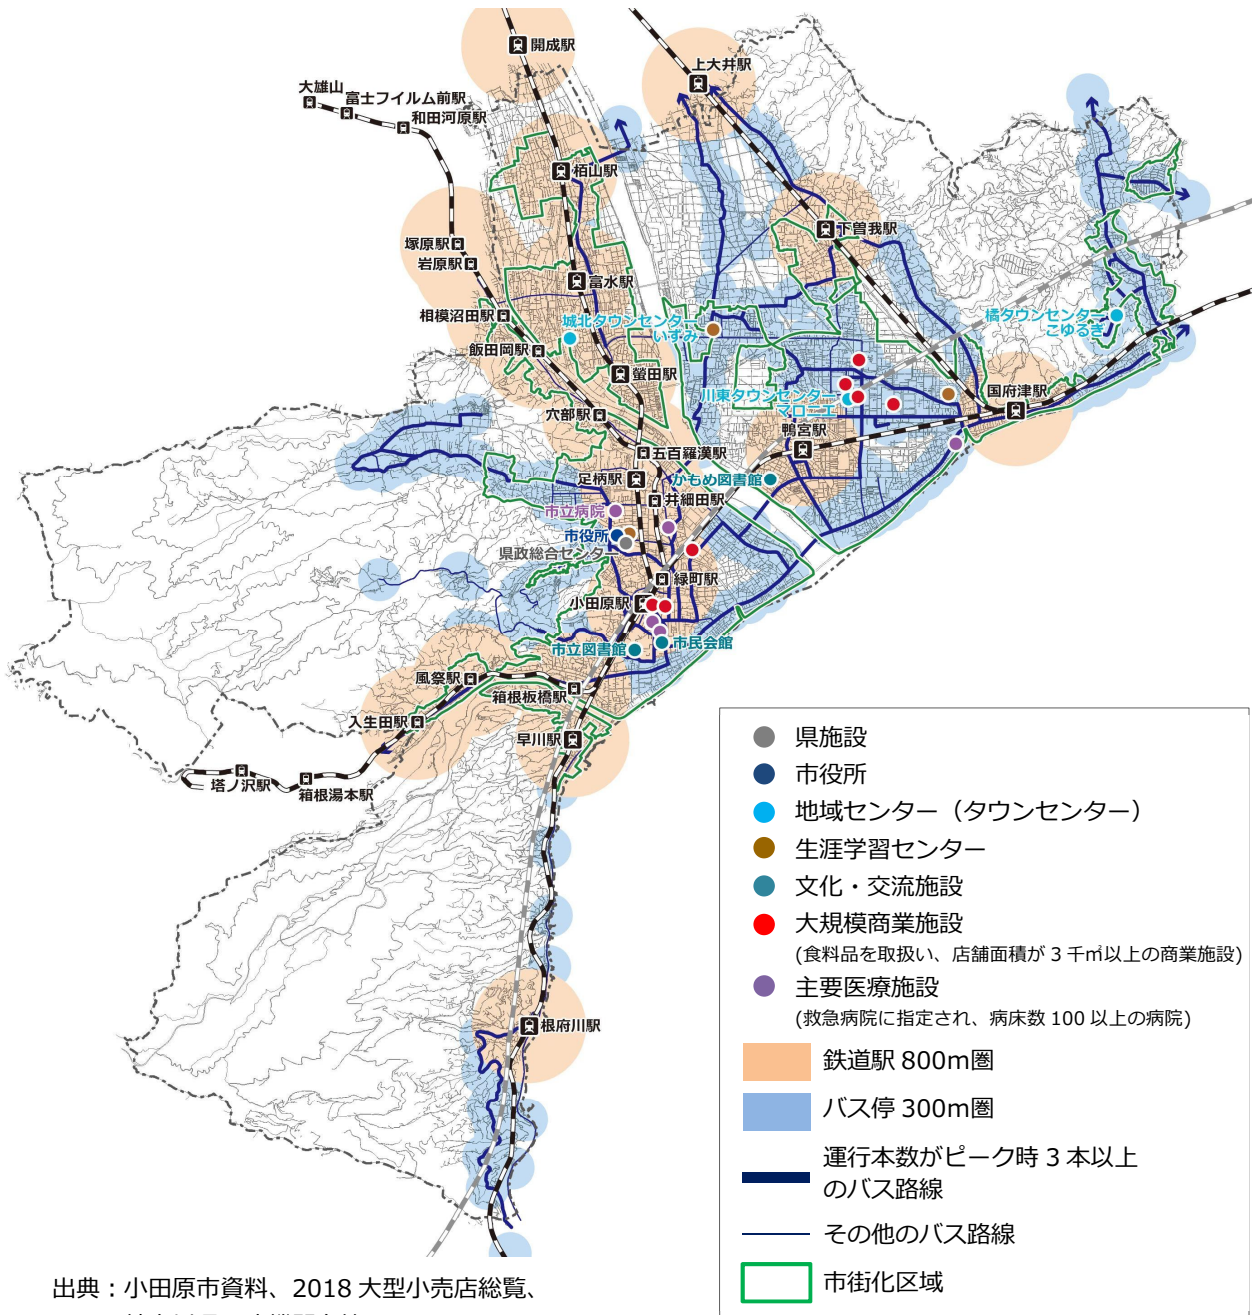 開成駅
上大井駅
大雄山
富士フイルム前駅
和田河原駅
栢山駅
下曽我駅
塚原駅
岩原駅
富水駅
相模沼田駅
城北タウンセンター
いずみ
橘タウンセンター
こゆるぎ
飯田岡駅
螢田駅
国府津駅
川東タウンセンター
マロニエ
穴部駅
鴨宮駅
五百羅漢駅
足柄駅
かもめ図書館
井細田駅
市立病院
市役所
県政総合センター
緑町駅
小田原駅
市民会館
市立図書館
風祭駅
箱根板橋駅
入生田駅
早川駅
塔ノ沢駅
箱根湯本駅
根府川駅
県施設
市役所
地域センター（タウンセンター）
生涯学習センター
文化・交流施設
大規模商業施設
(食料品を取扱い、店舗面積が 3 千㎡以上の商業施設)
主要医療施設
(救急病院に指定され、病床数 100 以上の病院)
鉄道駅 800m圏
バス停 300m圏
運行本数がピーク時 3 本以上
のバス路線
その他のバス路線
市街化区域
出典：小田原市資料、2018 大型小売店総覧、